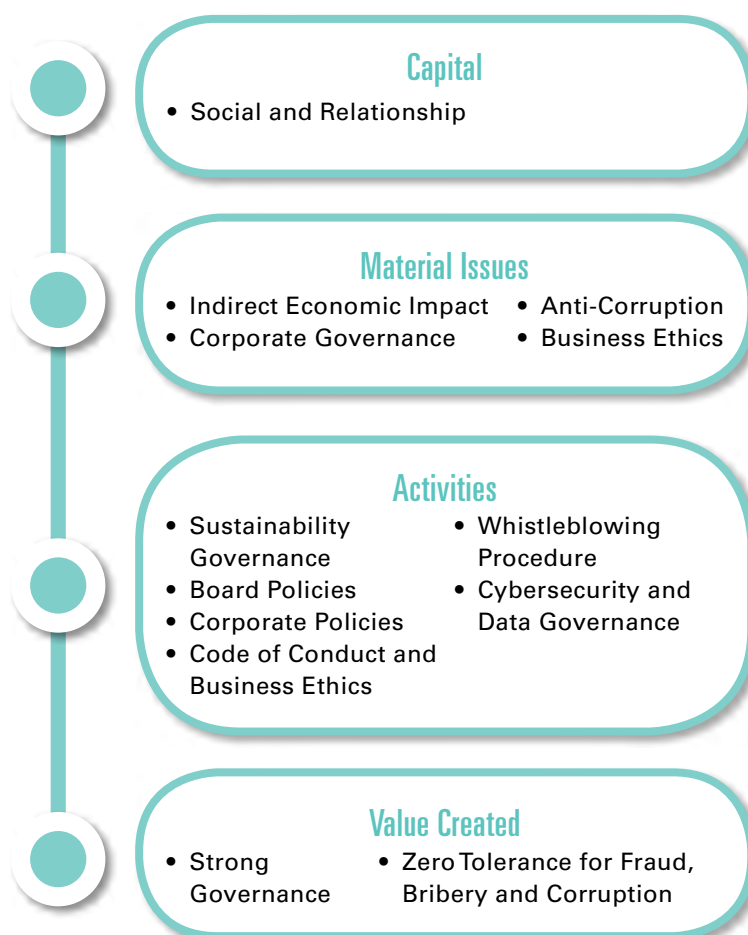 Capital
• Social and Relationship
Material Issues
• Indirect Economic Impact
• Corporate Governance
• Anti-Corruption
• Business Ethics
Activities
• Sustainability
Governance
• Board Policies
• Corporate Policies
• Code of Conduct and
Business Ethics
• Whistleblowing
Procedure
• Cybersecurity and
Data Governance
Value Created
• Strong
Governance
• Zero Tolerance for Fraud,
Bribery and Corruption